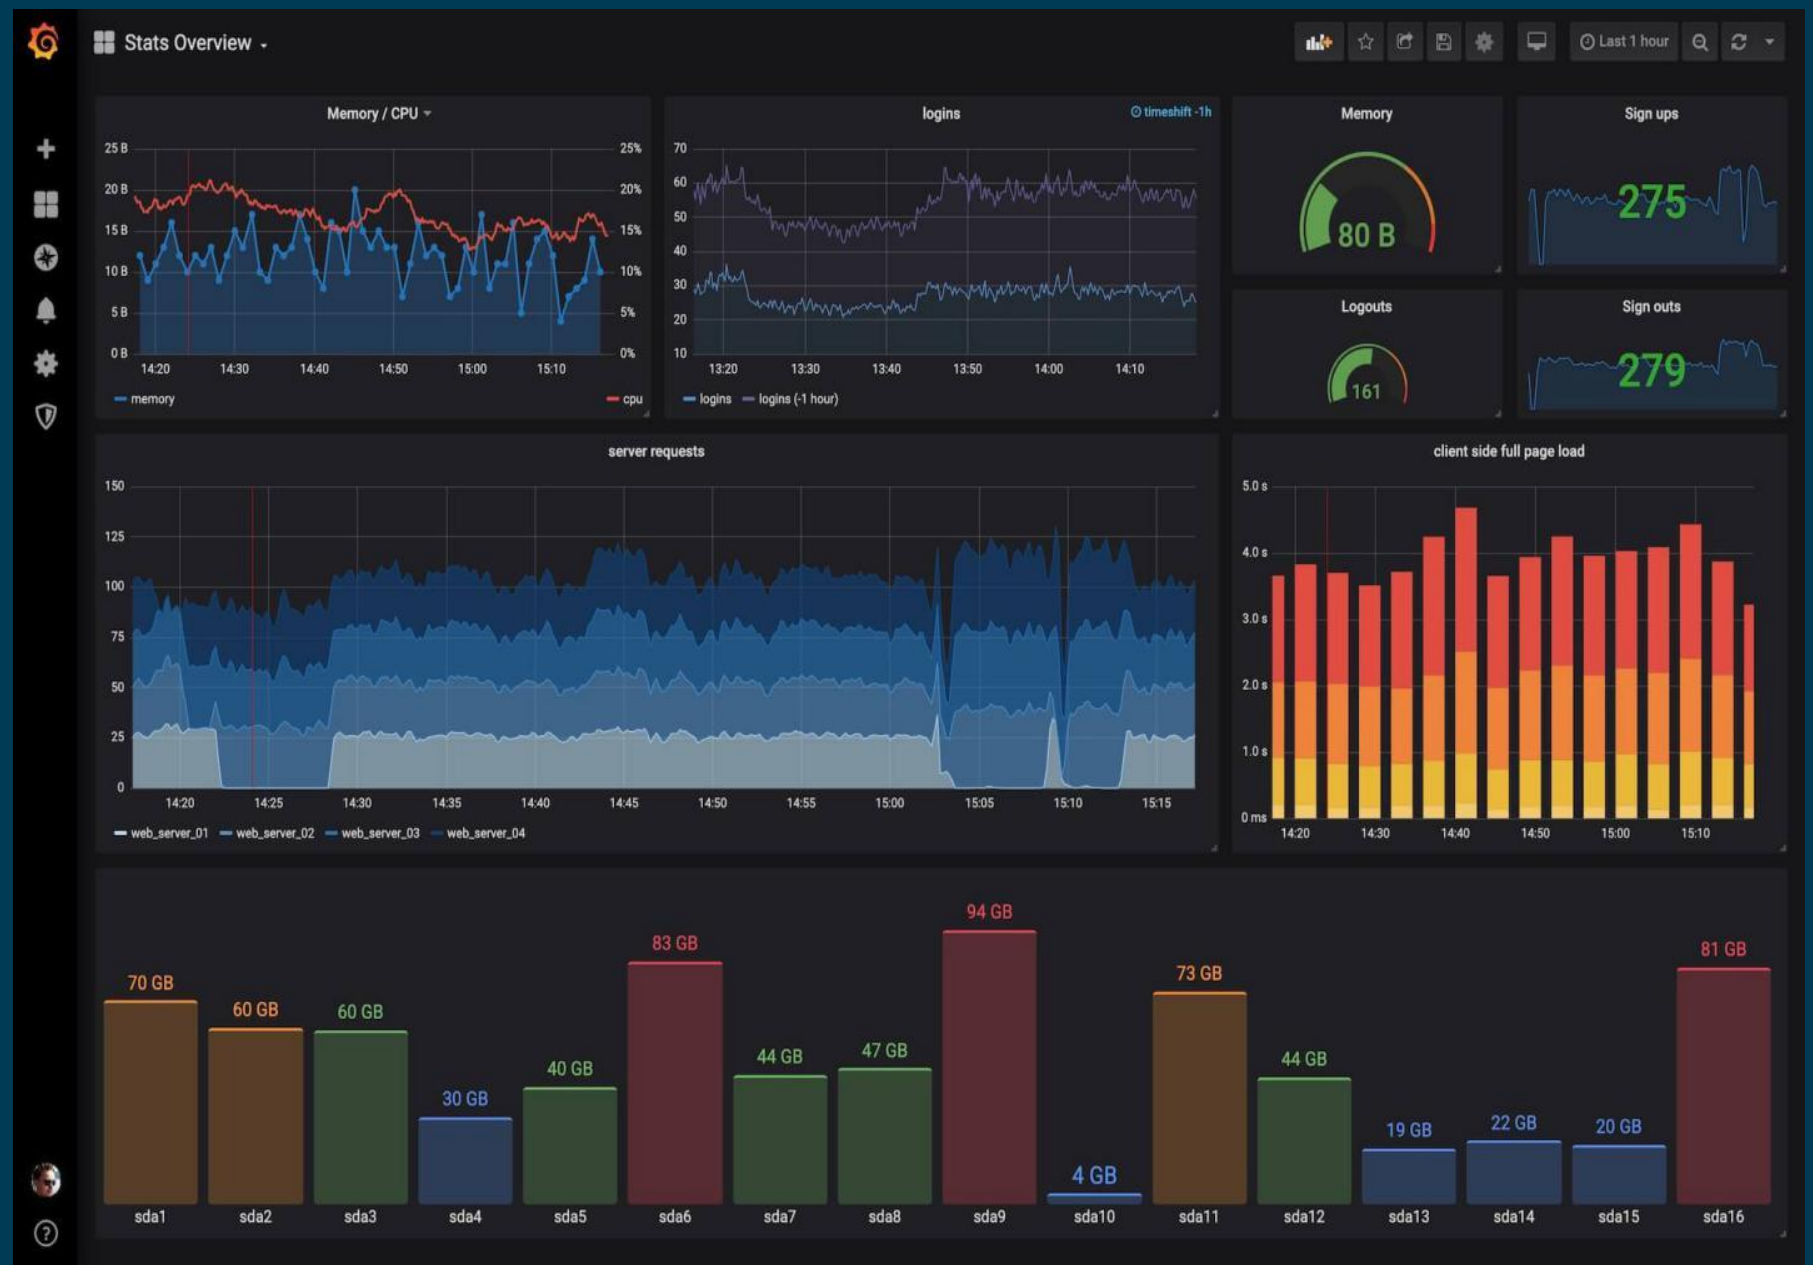 Stats Overview
Last 1 hour
Memory / CPU
25 B
20 B
15 B
10 B
5 B
0 B
25%
20%
15%
10%
5%
0%
14:20 14:30 14:40 14:50 15:00 15:10
memory cpu
logins
timeshift -1h
70
60
50
40
30
20
10
13:20 13:30 13:40 13:50 14:00 14:10
logins logins (-1 hour)
Memory
80 B
Sign ups
275
Logouts
161
Sign outs
279
server requests
150
125
100
75
50
25
0
14:20 14:25 14:30 14:35 14:40 14:45 14:50 14:55 15:00 15:05 15:10 15:15
web_server_01 web_server_02 web_server_03 web_server_04
client side full page load
5.0 s
4.0 s
3.0 s
2.0 s
1.0 s
0 ms
14:20 14:30 14:40 14:50 15:00 15:10
70 GB 60 GB 60 GB 30 GB 40 GB 83 GB 44 GB 47 GB 94 GB 4 GB 73 GB 44 GB 19 GB 22 GB 20 GB 81 GB
sda1 sda2 sda3 sda4 sda5 sda6 sda7 sda8 sda9 sda10 sda11 sda12 sda13 sda14 sda15 sda16